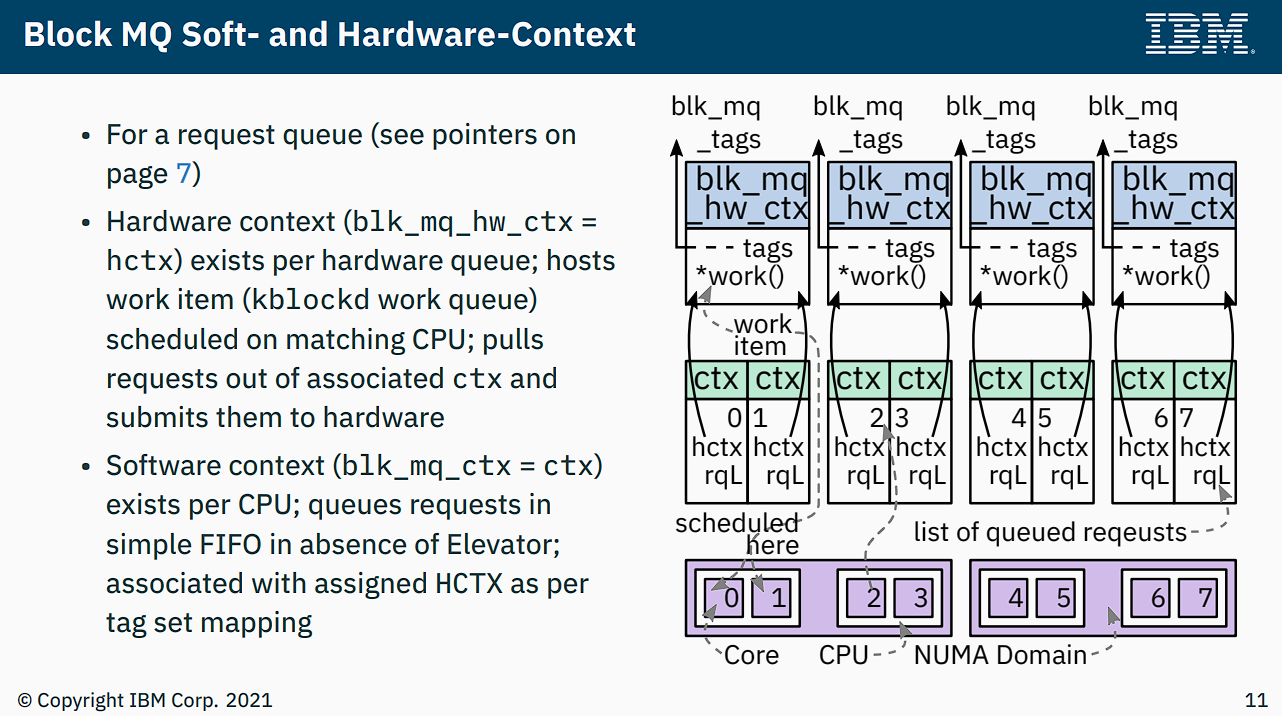 Block MQ Soft- and Hardware-Context
IBM
• For a request queue (see pointers on
page 7)
• Hardware context (blk_mq_hw_ctx =
hctx) exists per hardware queue; hosts
work item (kblockd work queue)
scheduled on matching CPU; pulls
requests out of associated ctx and
submits them to hardware
• Software context (blk_mq_ctx = ctx)
exists per CPU; queues requests in
simple FIFO in absence of Elevator;
associated with assigned HCTX as per
tag set mapping
blk_mq blk_mq blk_mq blk_mq
_tags _tags _tags _tags
blk_mq blk_mq blk_mq blk_mq
_hw_ctx _hw_ctx _hw_ctx _hw_ctx
tags tags tags tags
*work() *work() *work() *work()
work
item
ctx ctx ctx ctx ctx ctx ctx ctx
0 1 2 3 4 5 6 7
hctx hctx hctx hctx hctx hctx hctx hctx
rqL rqL rqL rqL rqL rqL rqL rqL
scheduled
here
list of queued reqeusts
0 1 2 3 4 5 6 7
Core CPU NUMA Domain
© Copyright IBM Corp. 2021
11